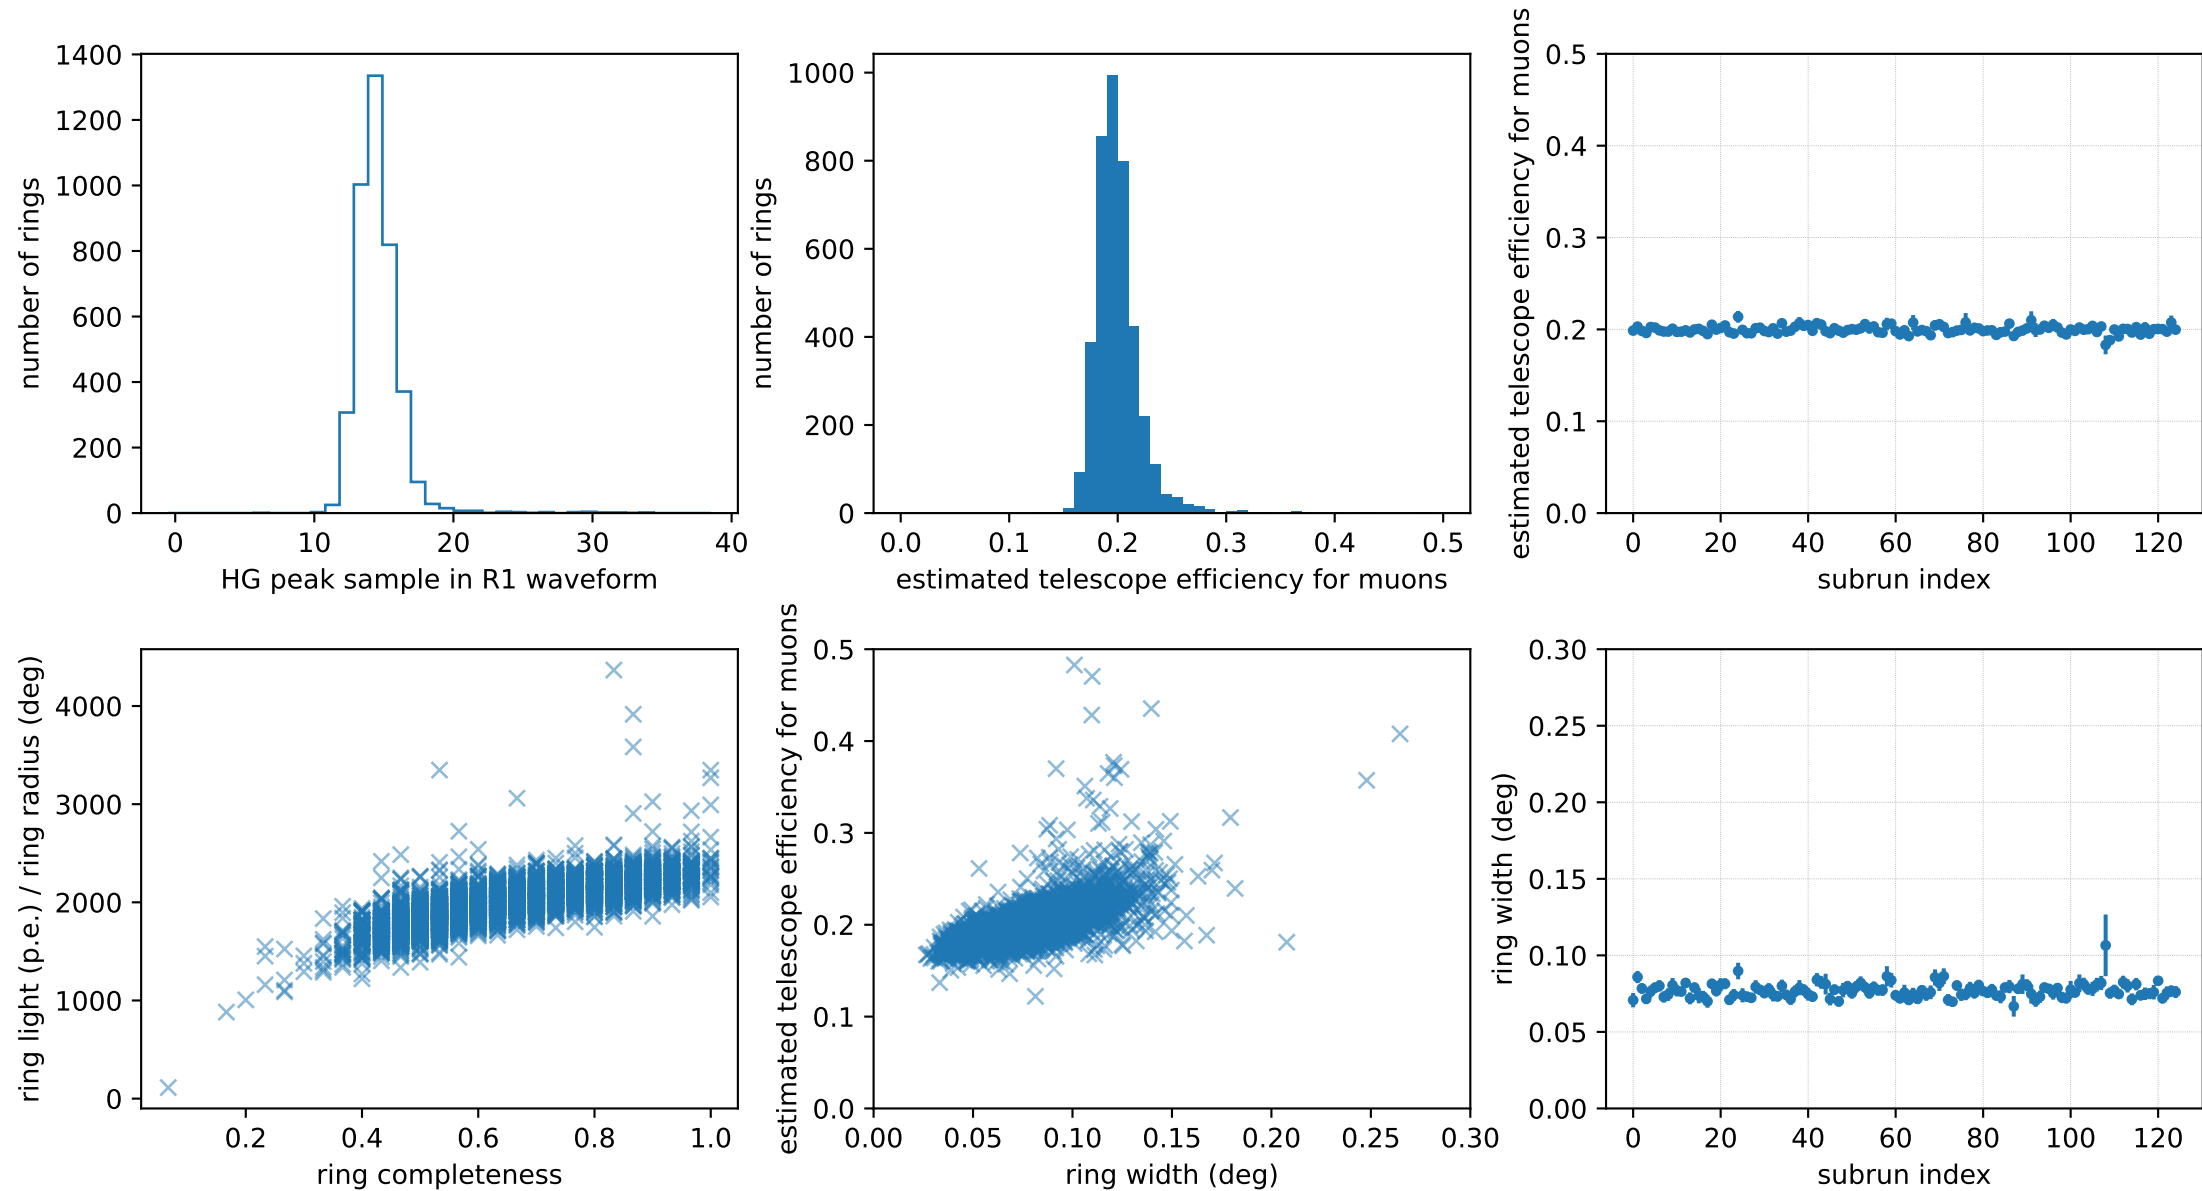 number of rings
1400
1200
1000
800
600
400
200
0
0 10 20 30 40
HG peak sample in R1 waveform
number of rings
1000
800
600
400
200
0
0.0 0.1 0.2 0.3 0.4 0.5
estimated telescope efficiency for muons
estimated telescope efficiency for muons
0.5
0.4
0.3
0.2
0.1
0.0
0 20 40 60 80 100 120
subrun index
ring light (p.e.) / ring radius (deg)
4000
3000
2000
1000
0
0.2 0.4 0.6 0.8 1.0
ring completeness
estimated telescope efficiency for muons
0.5
0.4
0.3
0.2
0.1
0.0
0.00 0.05 0.10 0.15 0.20 0.25 0.30
ring width (deg)
ring width (deg)
0.30
0.25
0.20
0.15
0.10
0.05
0.00
0 20 40 60 80 100 120
subrun index